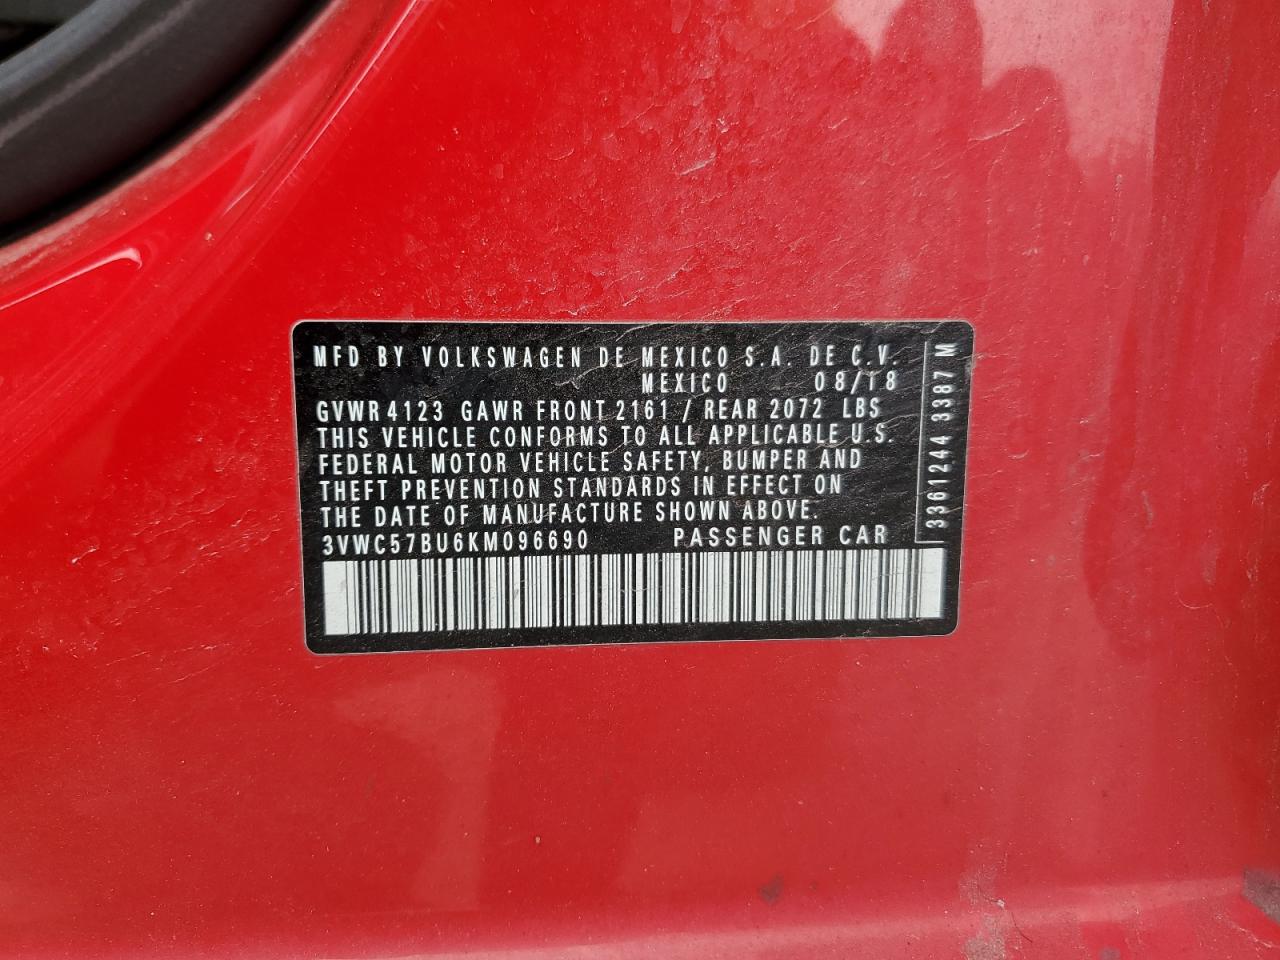 MFD BY VOLKSWAGEN DE MEXICO S.A. DE C.V.
MEXICO 08/18
GVWR 4123 GAWR FRONT 2161 / REAR 2072 LBS
THIS VEHICLE CONFORMS TO ALL APPLICABLE U.S.
FEDERAL MOTOR VEHICLE SAFETY, BUMPER AND
THEFT PREVENTION STANDARDS IN EFFECT ON
THE DATE OF MANUFACTURE SHOWN ABOVE.
3VWC57BU6KM096690 PASSENGER CAR
3361244 3387 M